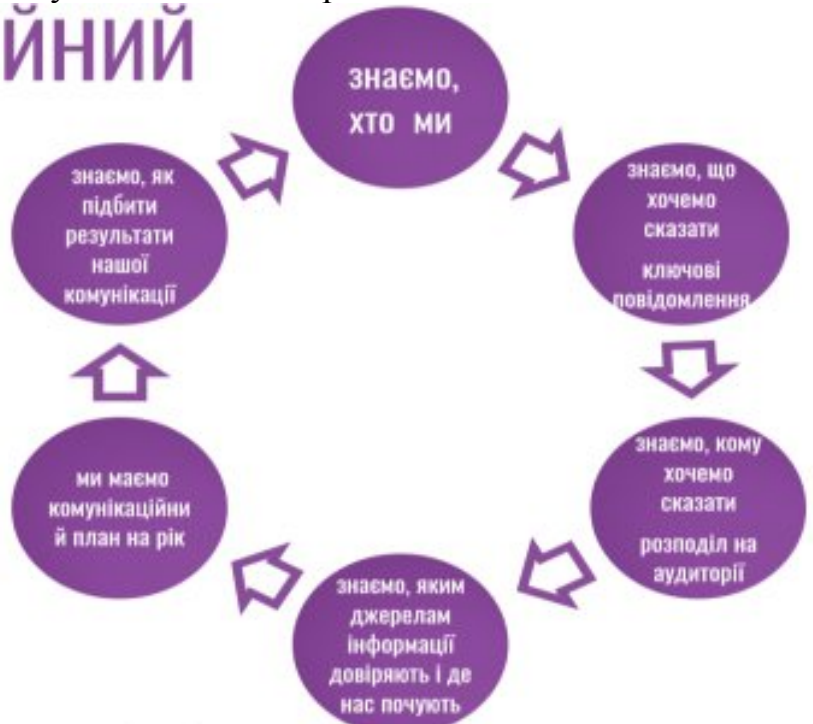 ЙНИЙ
знаємо,
хто ми
знаємо, що
хочемо
сказати
ключові
повідомлення
знаємо, кому
хочемо
сказати
розподіл на
аудиторії
знаємо, яким
джерелам
інформації
довіряють і де
нас почують
ми маємо
комунікаційни
й план на рік
знаємо, як
підбити
результати
нашої
комунікації